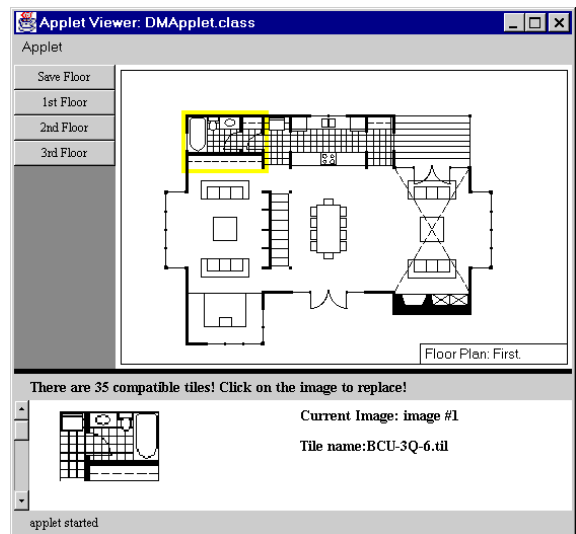 Applet Viewer: DMApplet.class
Applet
Save Floor
1st Floor
2nd Floor
3rd Floor
Floor Plan: First.
There are 35 compatible tiles! Click on the image to replace!
Current Image: image #1
Tile name:BCU-3Q-6.til
applet started